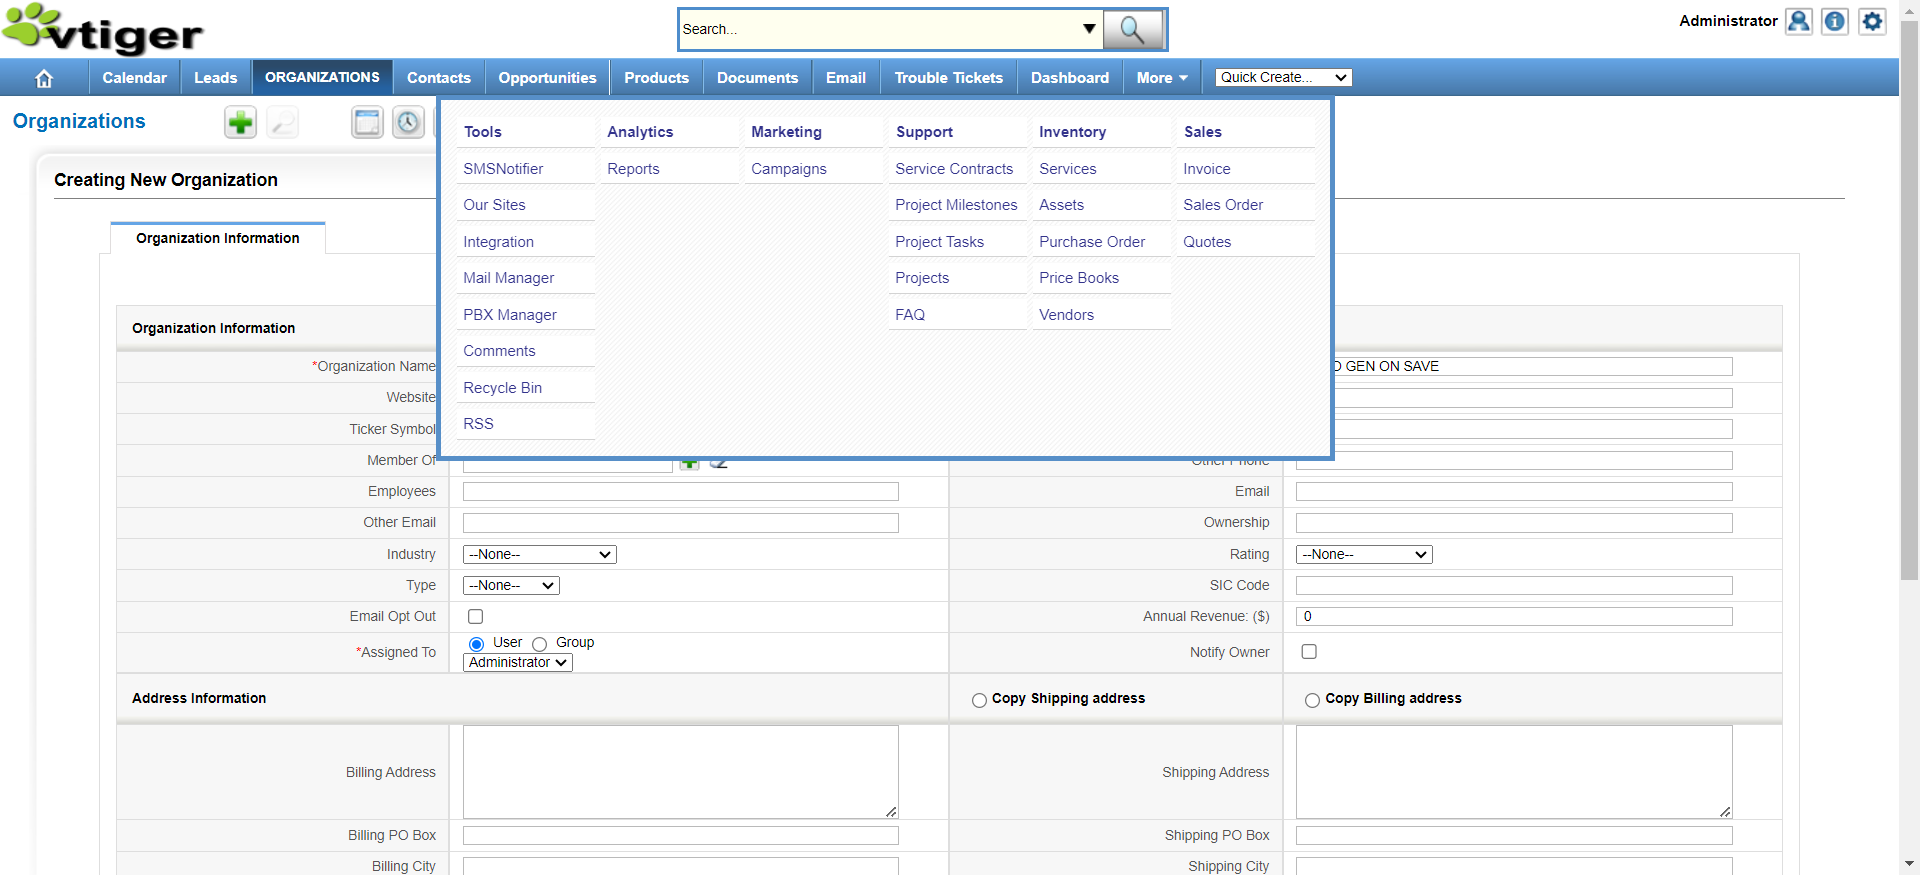 vtiger
Search...
Administrator
Calendar Leads ORGANIZATIONS Contacts Opportunities Products Documents Email Trouble Tickets Dashboard More Quick Create...
Organizations
Creating New Organization
Organization Information
Tools Analytics Marketing Support Inventory Sales
SMSNotifier Reports Campaigns Service Contracts Services Invoice
Our Sites Project Milestones Assets Sales Order
Integration Project Tasks Purchase Order Quotes
Mail Manager Projects Price Books
PBX Manager FAQ Vendors
Comments
Recycle Bin
RSS
Organization Information
*Organization Name GEN ON SAVE
Website
Ticker Symbol
Member Of Other Phone
Employees Email
Other Email Ownership
Industry --None-- Rating --None--
Type --None-- SIC Code
Email Opt Out Annual Revenue: ($) 0
*Assigned To User Group Notify Owner
Administrator
Address Information Copy Shipping address Copy Billing address
Billing Address Shipping Address
Billing PO Box Shipping PO Box
Billing City Shipping City